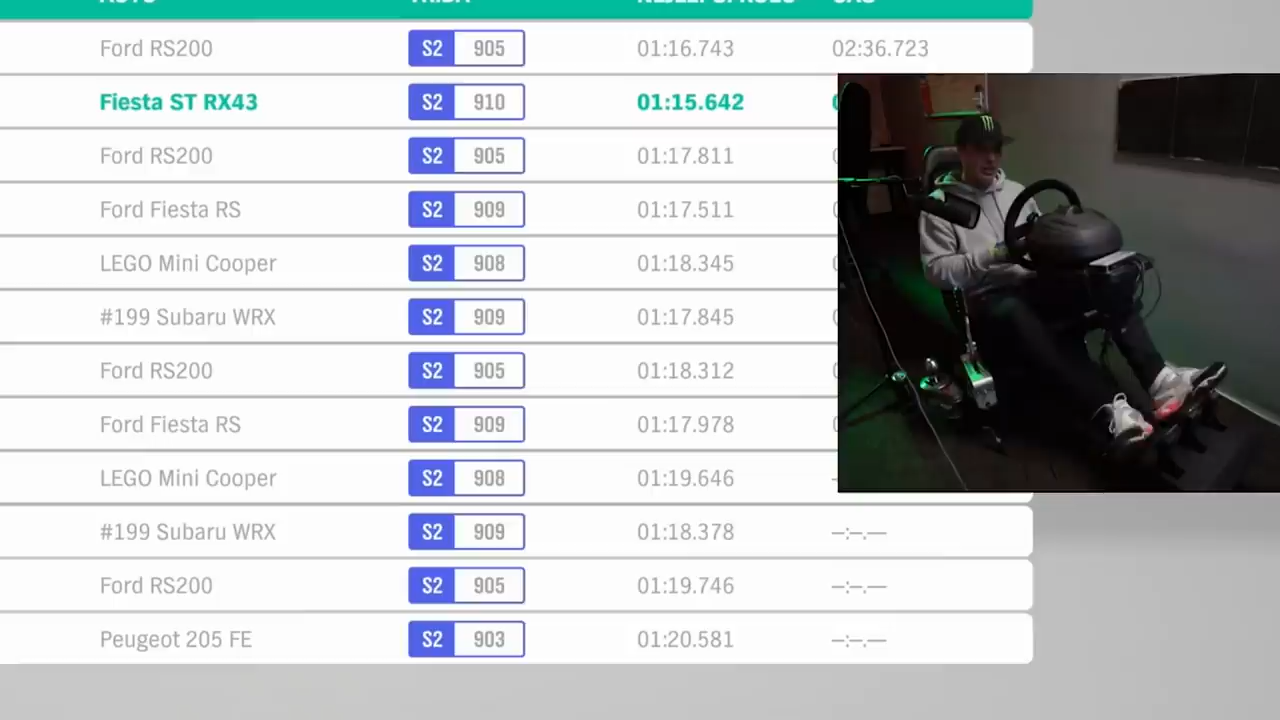 Ford RS200 S2 905 01:16.743 02:36.723
Fiesta ST RX43 S2 910 01:15.642
Ford RS200 S2 905 01:17.811
Ford Fiesta RS S2 909 01:17.511
LEGO Mini Cooper S2 908 01:18.345
#199 Subaru WRX S2 909 01:17.845
Ford RS200 S2 905 01:18.312
Ford Fiesta RS S2 909 01:17.978
LEGO Mini Cooper S2 908 01:19.646
#199 Subaru WRX S2 909 01:18.378 –:–.––
Ford RS200 S2 905 01:19.746 –:–.––
Peugeot 205 FE S2 903 01:20.581 –:–.––